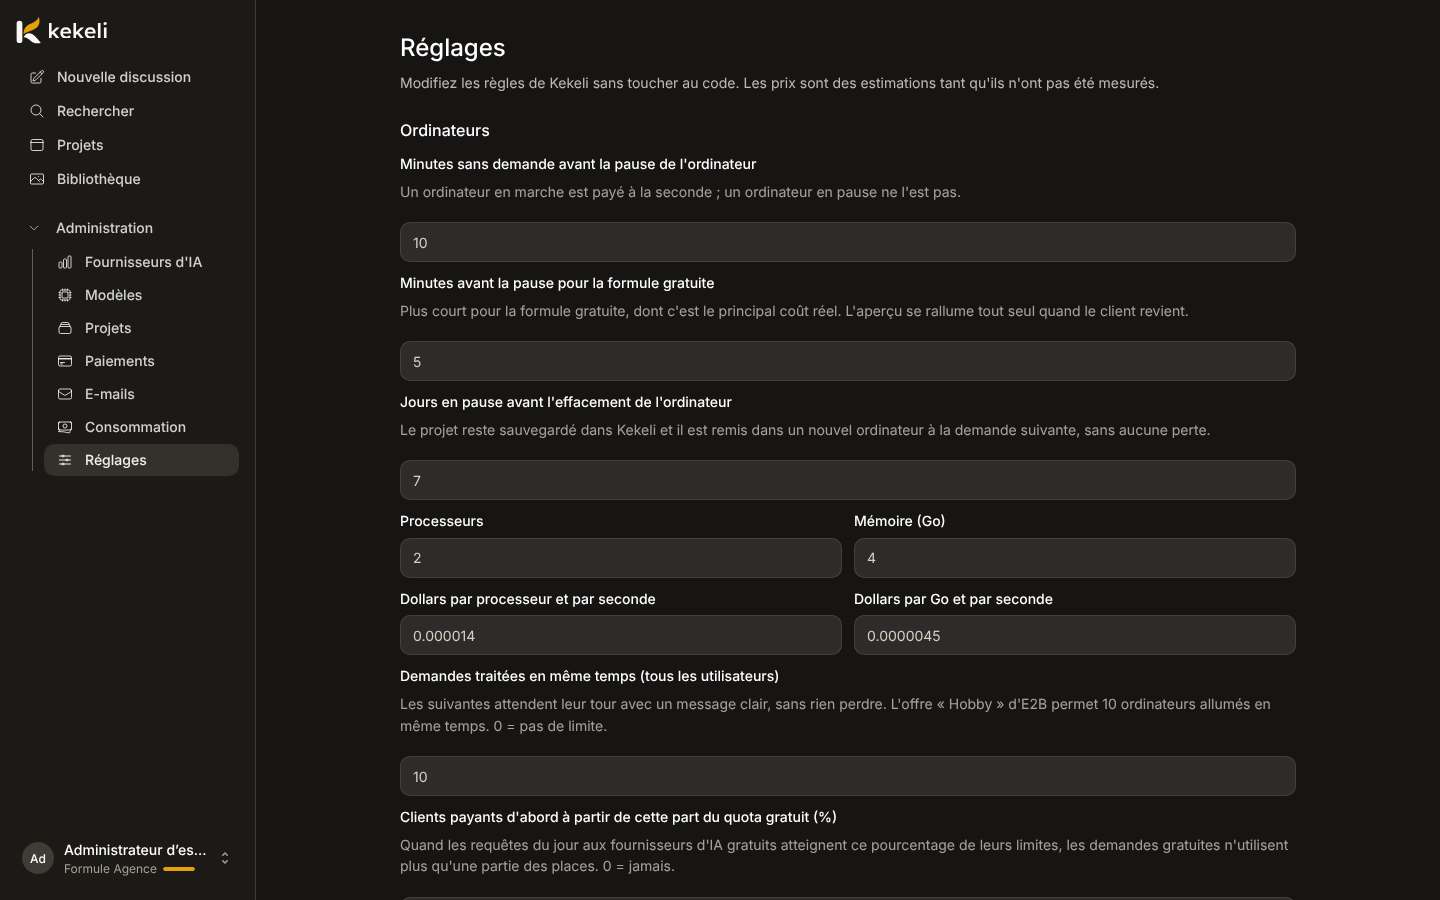 kekeli
Nouvelle discussion
Rechercher
Projets
Bibliothèque
Administration
Fournisseurs d'IA
Modèles
Projets
Paiements
E-mails
Consommation
Réglages
Ad
Administrateur d'es...
Formule Agence
Réglages
Modifiez les règles de Kekeli sans toucher au code. Les prix sont des estimations tant qu'ils n'ont pas été mesurés.
Ordinateurs
Minutes sans demande avant la pause de l'ordinateur
Un ordinateur en marche est payé à la seconde ; un ordinateur en pause ne l'est pas.
10
Minutes avant la pause pour la formule gratuite
Plus court pour la formule gratuite, dont c'est le principal coût réel. L'aperçu se rallume tout seul quand le client revient.
5
Jours en pause avant l'effacement de l'ordinateur
Le projet reste sauvegardé dans Kekeli et il est remis dans un nouvel ordinateur à la demande suivante, sans aucune perte.
7
Processeurs
Mémoire (Go)
2
4
Dollars par processeur et par seconde
Dollars par Go et par seconde
0.000014
0.0000045
Demandes traitées en même temps (tous les utilisateurs)
Les suivantes attendent leur tour avec un message clair, sans rien perdre. L'offre « Hobby » d'E2B permet 10 ordinateurs allumés en
même temps. 0 = pas de limite.
10
Clients payants d'abord à partir de cette part du quota gratuit (%)
Quand les requêtes du jour aux fournisseurs d'IA gratuits atteignent ce pourcentage de leurs limites, les demandes gratuites n'utilisent
plus qu'une partie des places. 0 = jamais.